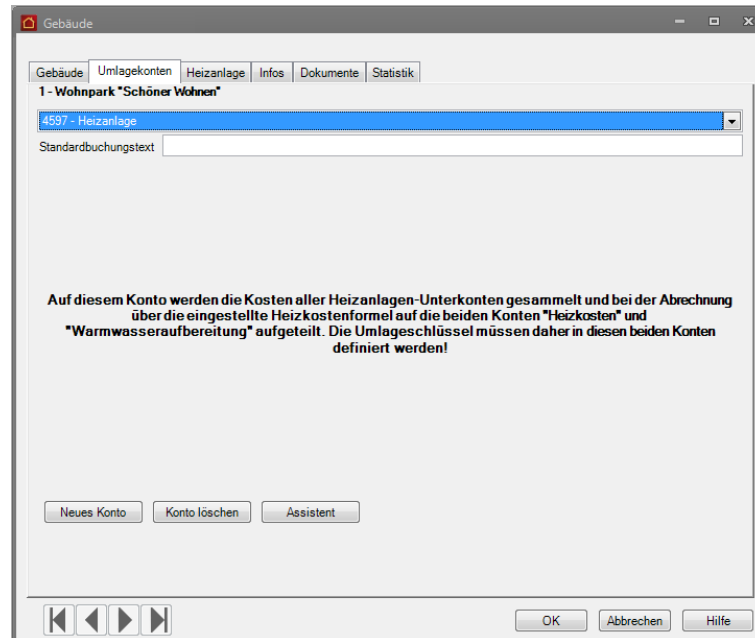 Gebäude
Gebäude Umlagekonten Heizanlage Infos Dokumente Statistik
1 - Wohnpark "Schöner Wohnen"
4597 - Heizanlage
Standardbuchungstext
Auf diesem Konto werden die Kosten aller Heizanlagen-Unterkonten gesammelt und bei der Abrechnung
über die eingestellte Heizkostenformel auf die beiden Konten "Heizkosten" und
"Warmwasseraufbereitung" aufgeteilt. Die Umlageschlüssel müssen daher in diesen beiden Konten
definiert werden!
Neues Konto Konto löschen Assistent
OK Abbrechen Hilfe